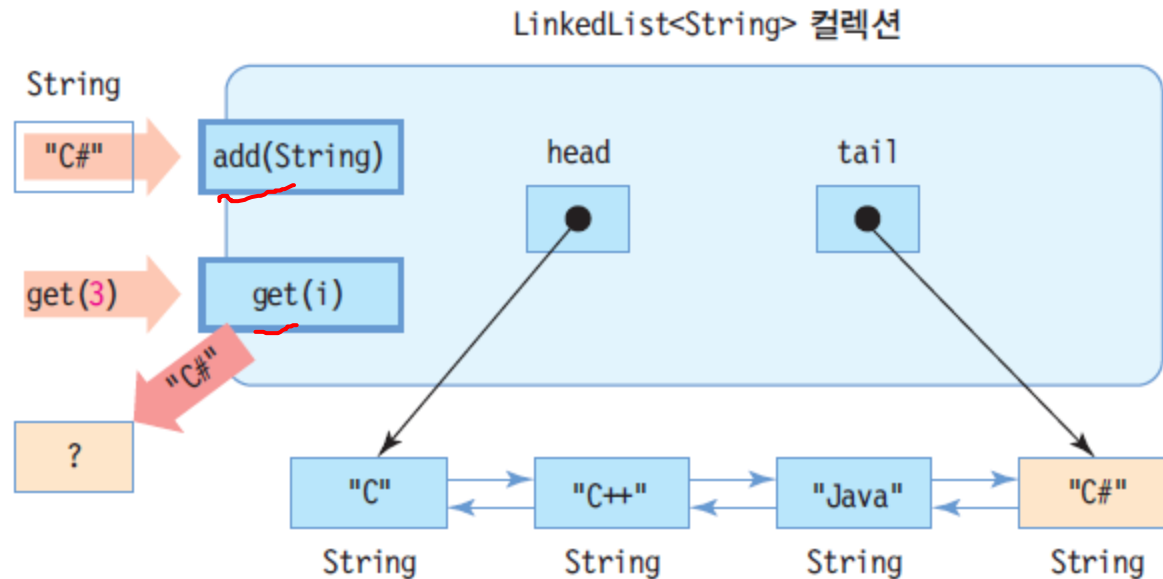 LinkedList<String> 컬렉션
String
"C#"
add(String)
head
tail
get(3)
get(i)
"C#"
?
"C"
"C++"
"Java"
"C#"
String
String
String
String